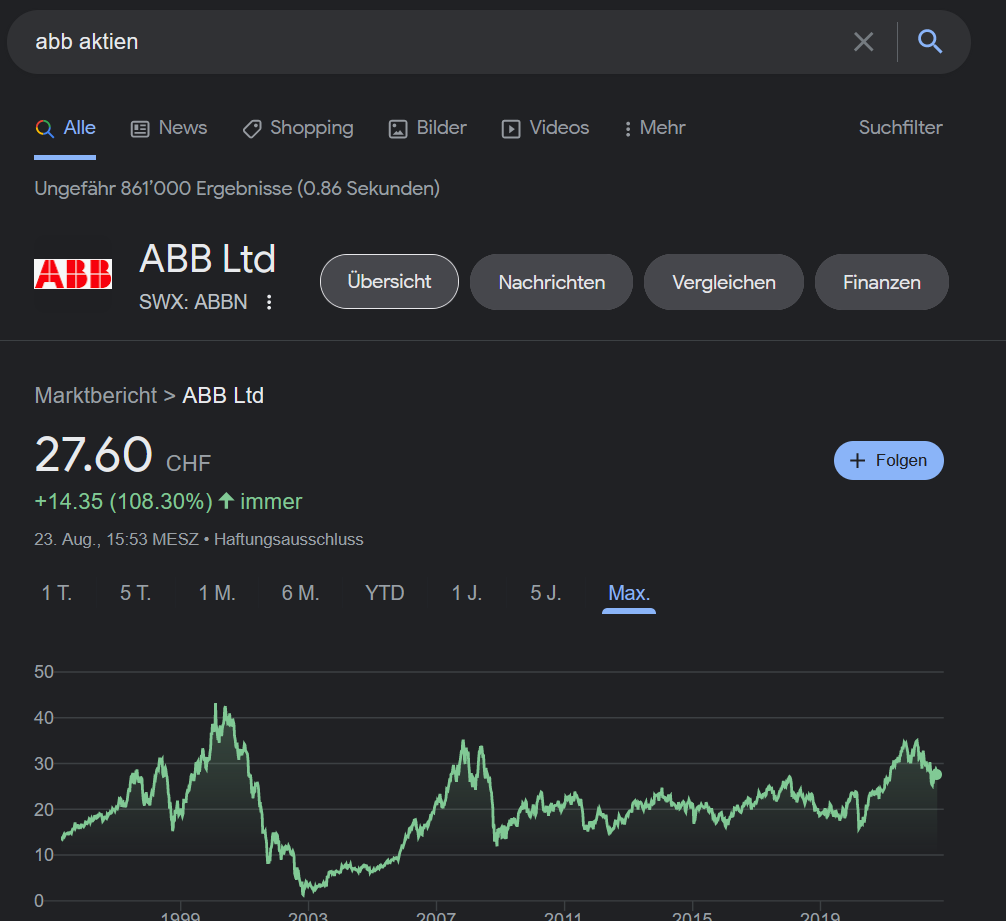 abb aktien
Alle News Shopping Bilder Videos Mehr Suchfilter
Ungefähr 861’000 Ergebnisse (0.86 Sekunden)
ABB
ABB Ltd
SWX: ABBN
Übersicht Nachrichten Vergleichen Finanzen
Marktbericht > ABB Ltd
27.60 CHF
+ Folgen
+14.35 (108.30%) immer
23. Aug., 15:53 MESZ • Haftungsausschluss
1 T. 5 T. 1 M. 6 M. YTD 1 J. 5 J. Max.
50
40
30
20
10
0
1999 2003 2007 2011 2015 2019